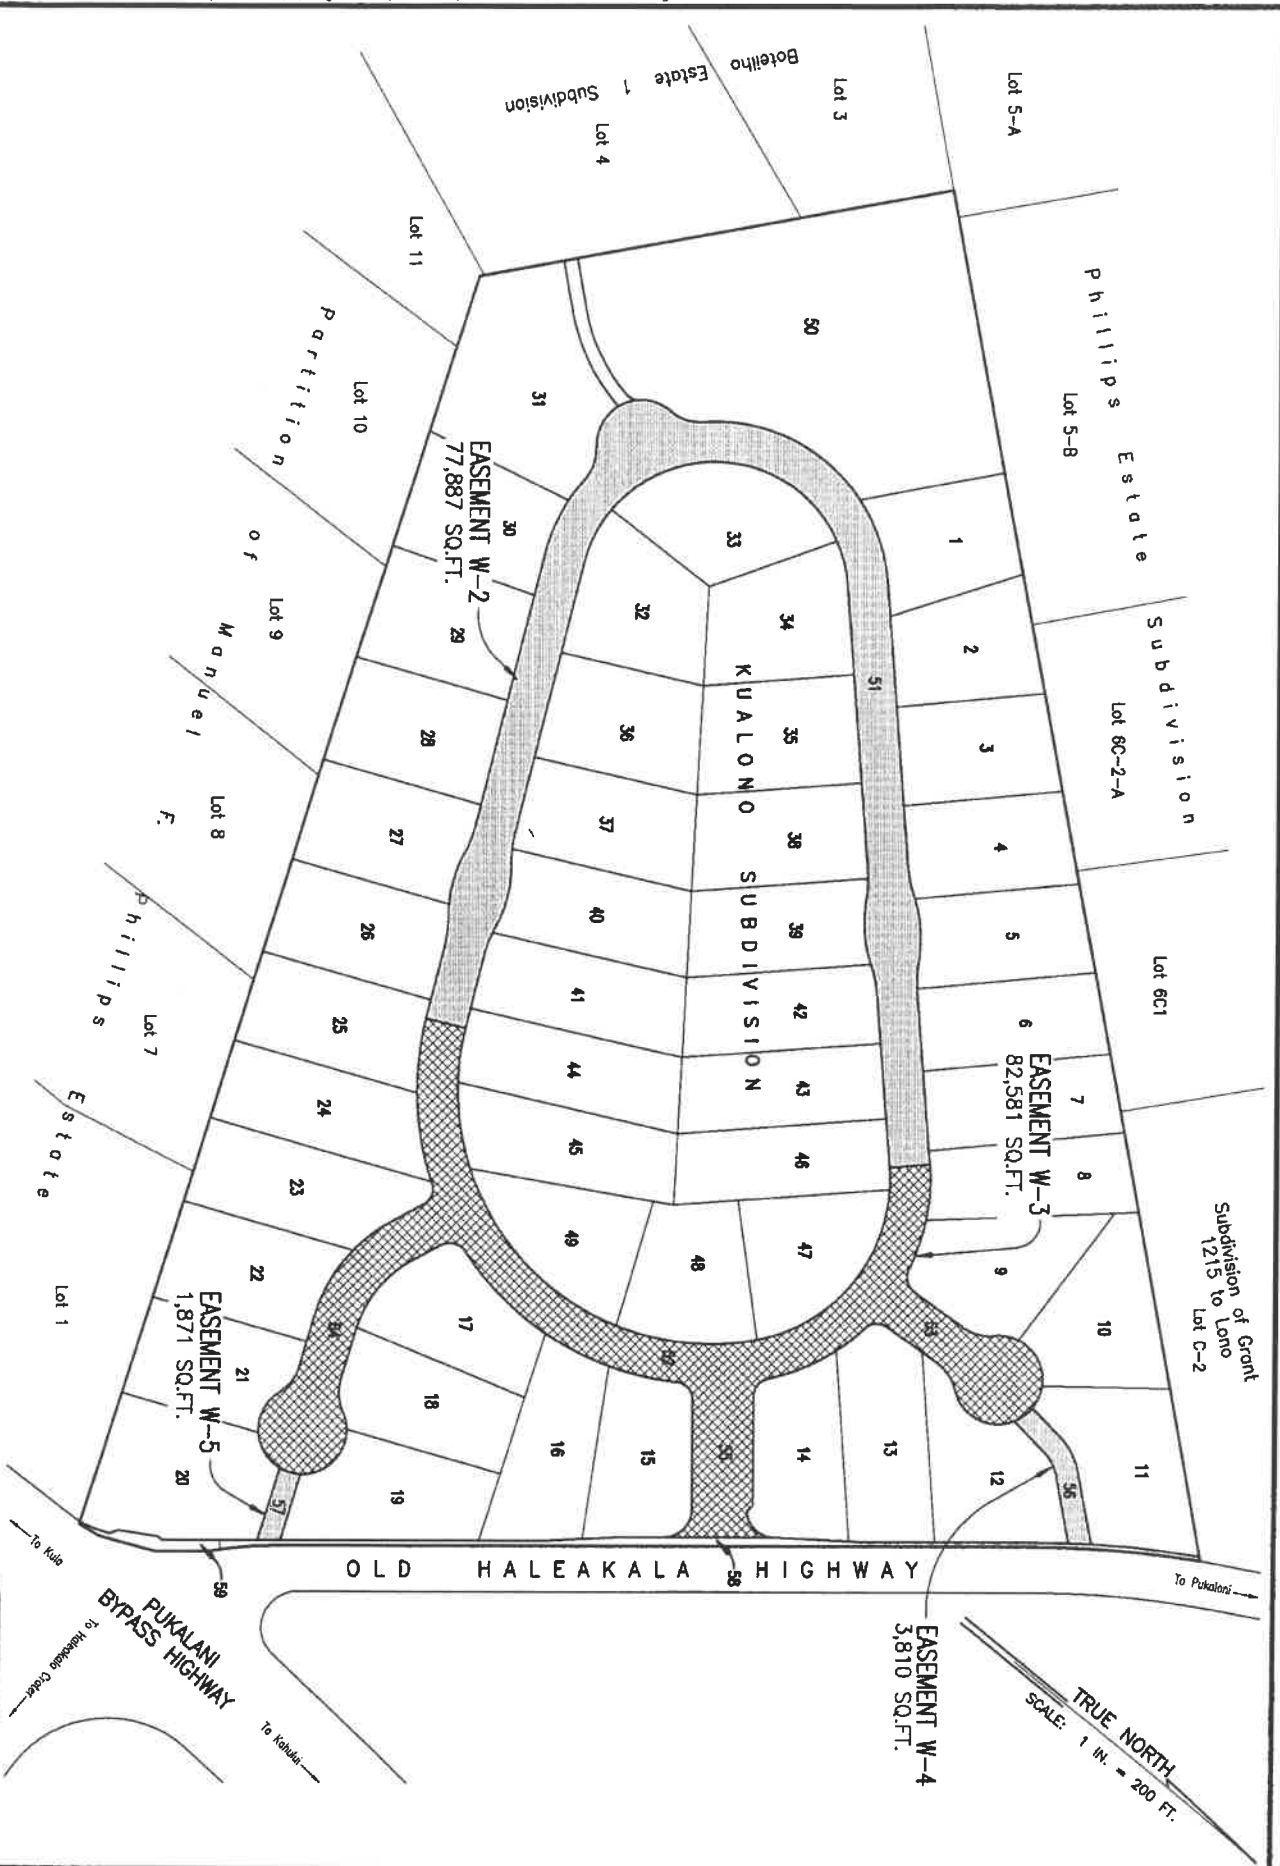 Boteilho Estate 1 Subdivision
Lot 3
Lot 4
Lot 5-A
Phillips Estate Subdivision
Lot 5-B
Lot 6C-2-A
Lot 6C1
Subdivision of Grant
1215 to Lono
Lot C-2
Lot 11
Lot 10
Lot 9
Lot 8
Lot 7
Lot 1
Partition of Manuel F. Phillips Estate
KUALONO SUBDIVISION
50
31
30
29
28
27
26
25
24
23
22
21
20
1
2
3
4
5
6
7
8
9
10
11
12
13
14
15
16
17
18
19
33
32
34
35
36
37
38
39
40
41
42
43
44
45
46
47
48
49
51
53
54
56
57
58
59
EASEMENT W-2
77,887 SQ.FT.
EASEMENT W-3
82,581 SQ.FT.
EASEMENT W-4
3,810 SQ.FT.
EASEMENT W-5
1,871 SQ.FT.
OLD HALEAKALA HIGHWAY
To Pukalani
To Kula
PUKALANI
BYPASS HIGHWAY
To Haleakala Crater
To Kahului
TRUE NORTH
SCALE: 1 IN. = 200 FT.